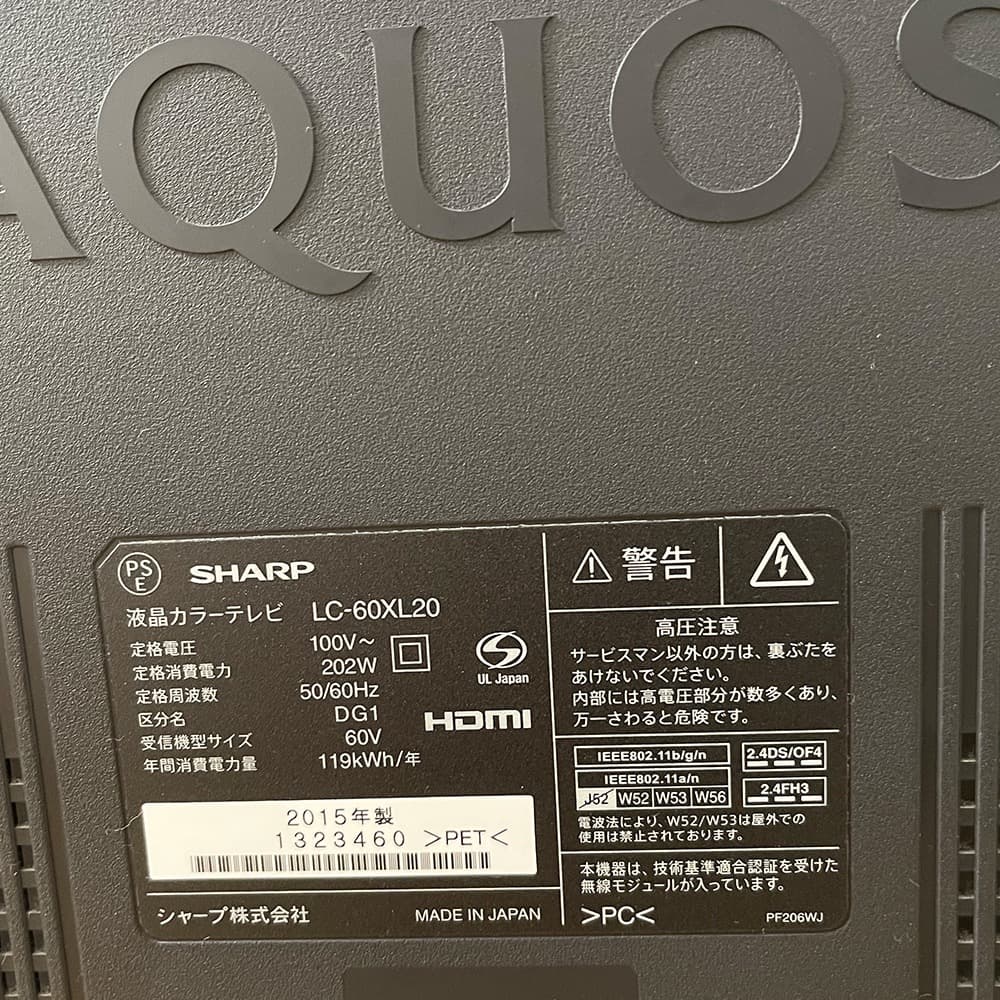 AQUOS
PSE SHARP
液晶カラーテレビ LC-60XL20
定格電圧 100V～
定格消費電力 202W
定格周波数 50/60Hz
区分名 DG1
受信機型サイズ 60V
年間消費電力量 119kWh/年
UL Japan
HDMI
2015年製
1323460 >PET<
シャープ株式会社 MADE IN JAPAN
警告
高圧注意
サービスマン以外の方は、裏ぶたを
あけないでください。
内部には高電圧部分が数多くあり、
万一さわると危険です。
IEEE802.11b/g/n
IEEE802.11a/n
J52 W52 W53 W56
2.4DS/OF4
2.4FH3
電波法により、W52/W53は屋外での
使用は禁止されております。
本機器は、技術基準適合認証を受けた
無線モジュールが入っています。
>PC< PF206WJ